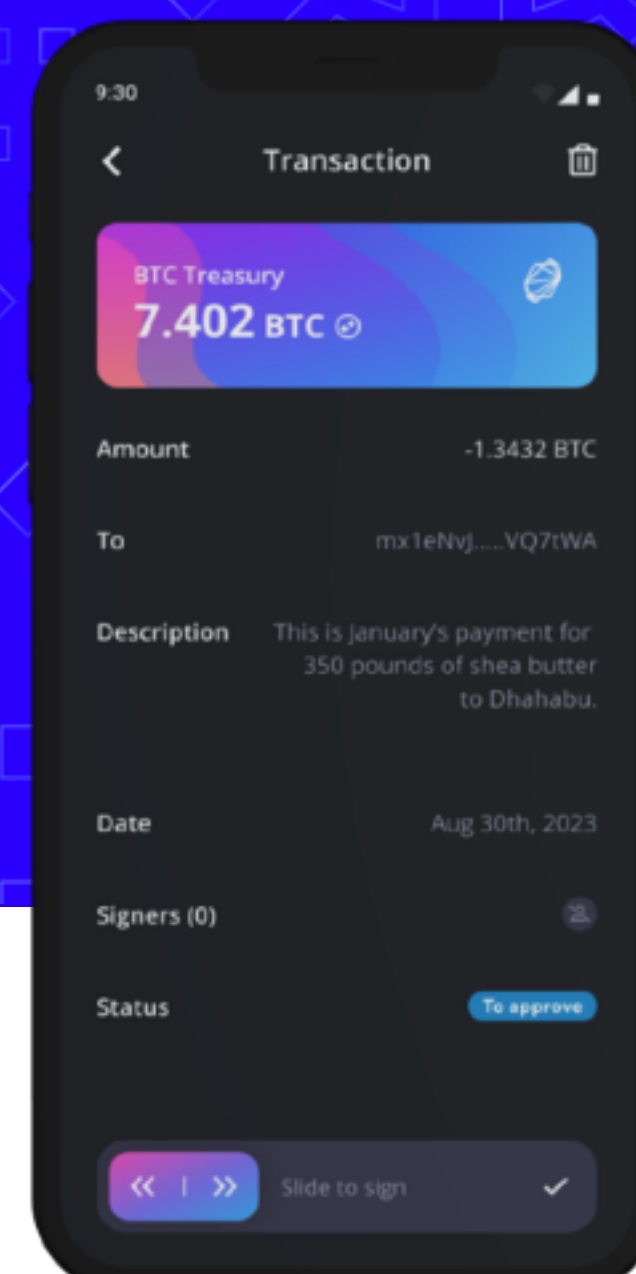 9:30
Transaction
BTC Treasury
7.402 BTC
Amount -1.3432 BTC
To mx1eNvJ.....VQ7tWA
Description This is January's payment for
350 pounds of shea butter
to Dhahabu.
Date Aug 30th, 2023
Signers (0)
Status To approve
Slide to sign